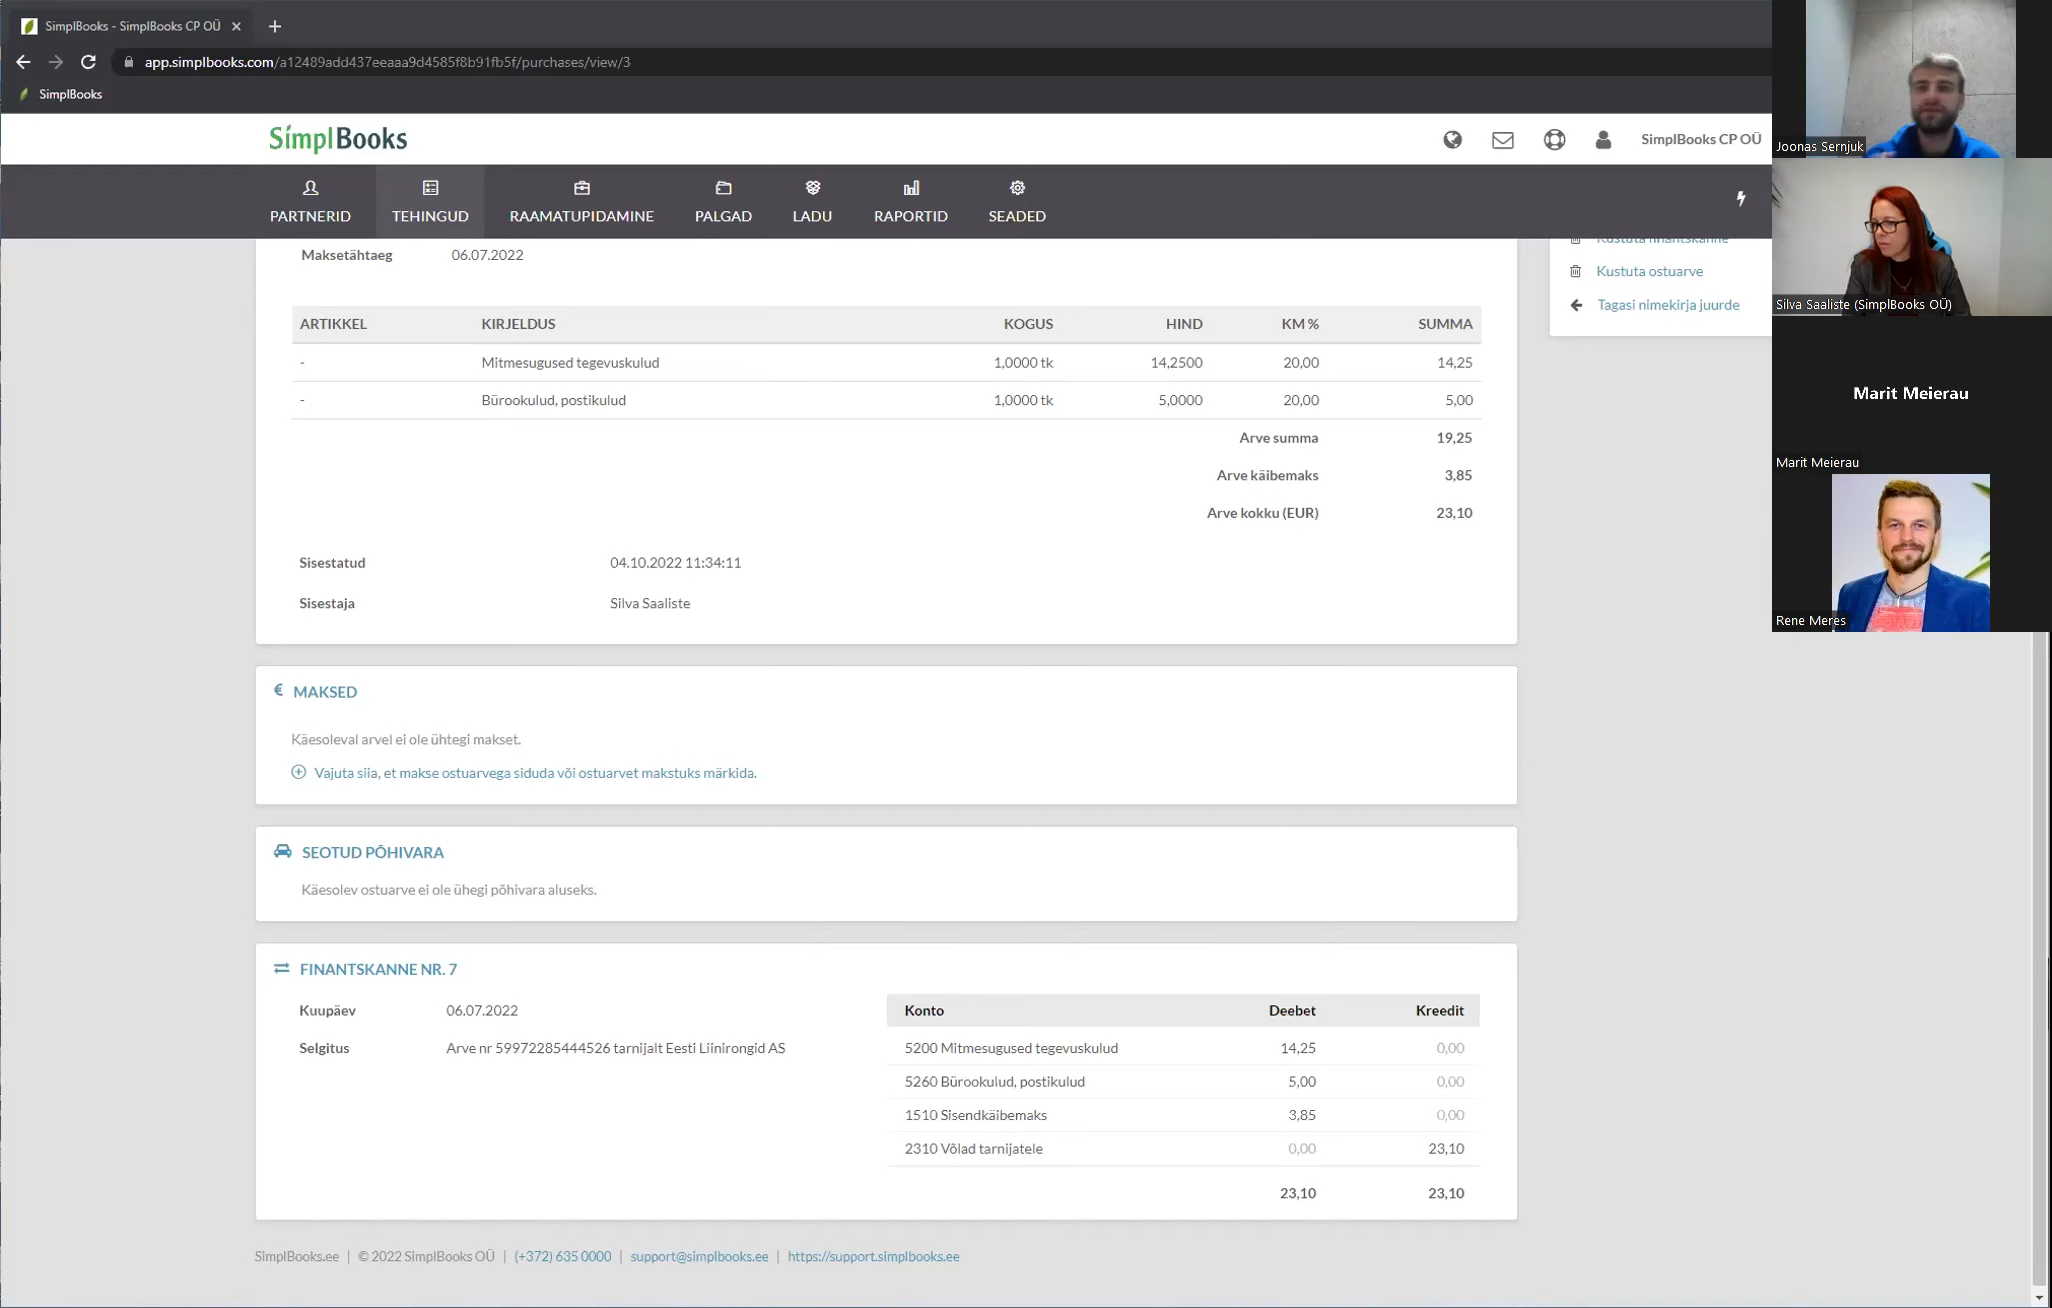 SimplBooks - SimplBooks CP OÜ
app.simplbooks.com/a12489add437eeaaa9d4585f8b91fb5f/purchases/view/3
SimplBooks
SimplBooks
SimplBooks CP OÜ
PARTNERID TEHINGUD RAAMATUPIDAMINE PALGAD LADU RAPORTID SEADED
Maksetähtaeg 06.07.2022
Kustuta finantskanne
Kustuta ostuarve
Tagasi nimekirja juurde
ARTIKKEL KIRJELDUS KOGUS HIND KM % SUMMA
- Mitmesugused tegevuskulud 1,0000 tk 14,2500 20,00 14,25
- Bürookulud, postikulud 1,0000 tk 5,0000 20,00 5,00
Arve summa 19,25
Arve käibemaks 3,85
Arve kokku (EUR) 23,10
Sisestatud 04.10.2022 11:34:11
Sisestaja Silva Saaliste
€ MAKSED
Käesoleval arvel ei ole ühtegi makset.
Vajuta siia, et makse ostuarvega siduda või ostuarvet makstuks märkida.
SEOTUD PÕHIVARA
Käesolev ostuarve ei ole ühegi põhivara aluseks.
FINANTSKANNE NR. 7
Kuupäev 06.07.2022
Selgitus Arve nr 59972285444526 tarnijalt Eesti Liinirongid AS
Konto Deebet Kreedit
5200 Mitmesugused tegevuskulud 14,25 0,00
5260 Bürookulud, postikulud 5,00 0,00
1510 Sisendkäibemaks 3,85 0,00
2310 Võlad tarnijatele 0,00 23,10
23,10 23,10
SimplBooks.ee | © 2022 SimplBooks OÜ | (+372) 635 0000 | support@simplbooks.ee | https://support.simplbooks.ee
Joonas Sernjuk
Silva Saaliste (SimplBooks OÜ)
Marit Meierau
Marit Meierau
Rene Meres